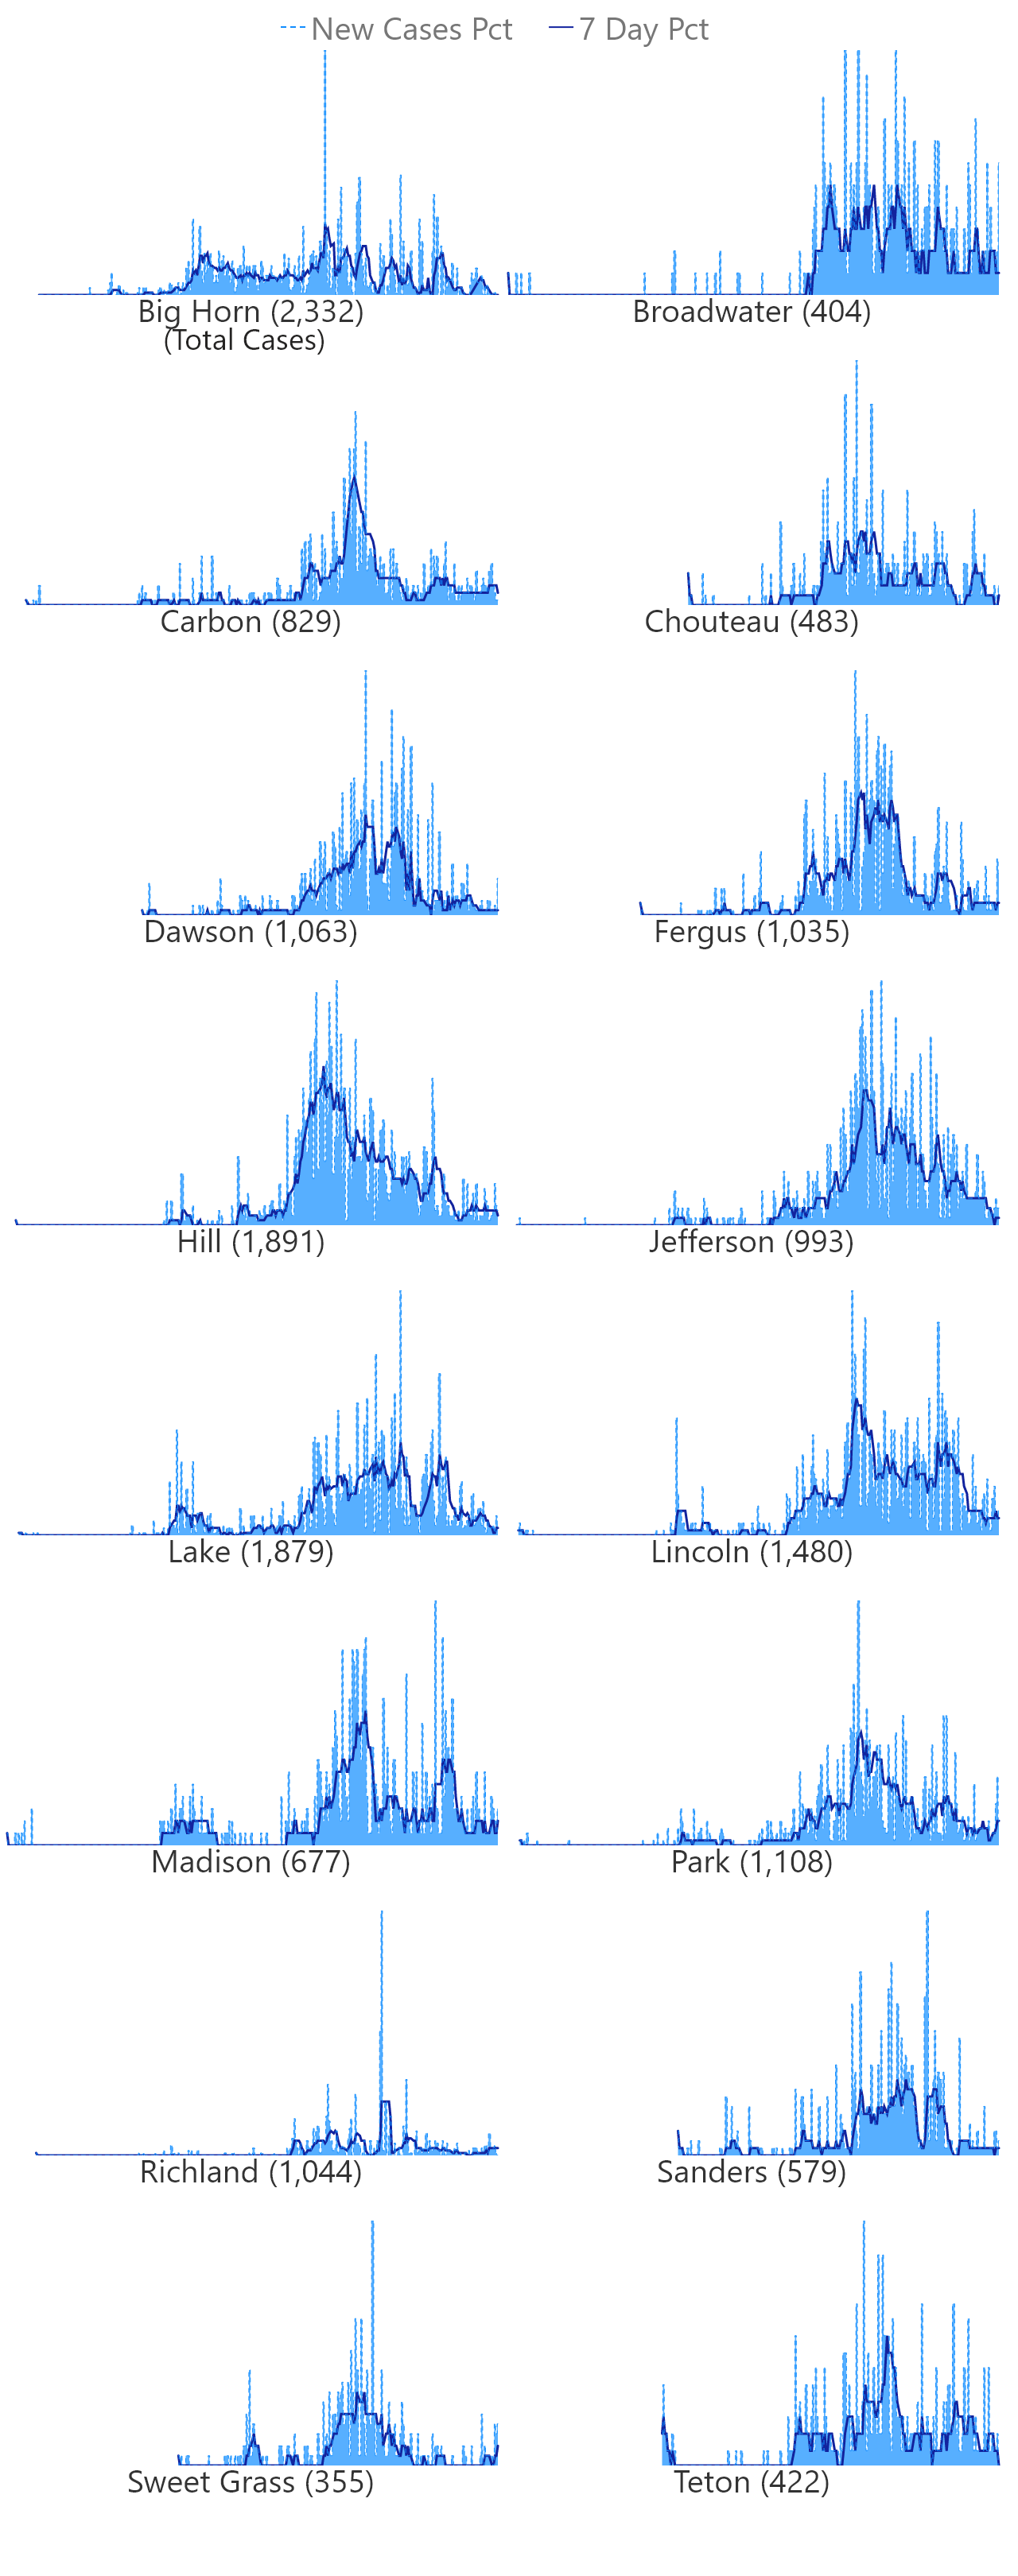 New Cases Pct 7 Day Pct
Big Horn (2,332) Broadwater (404)
(Total Cases)
Carbon (829) Chouteau (483)
Dawson (1,063) Fergus (1,035)
Hill (1,891) Jefferson (993)
Lake (1,879) Lincoln (1,480)
Madison (677) Park (1,108)
Richland (1,044) Sanders (579)
Sweet Grass (355) Teton (422)